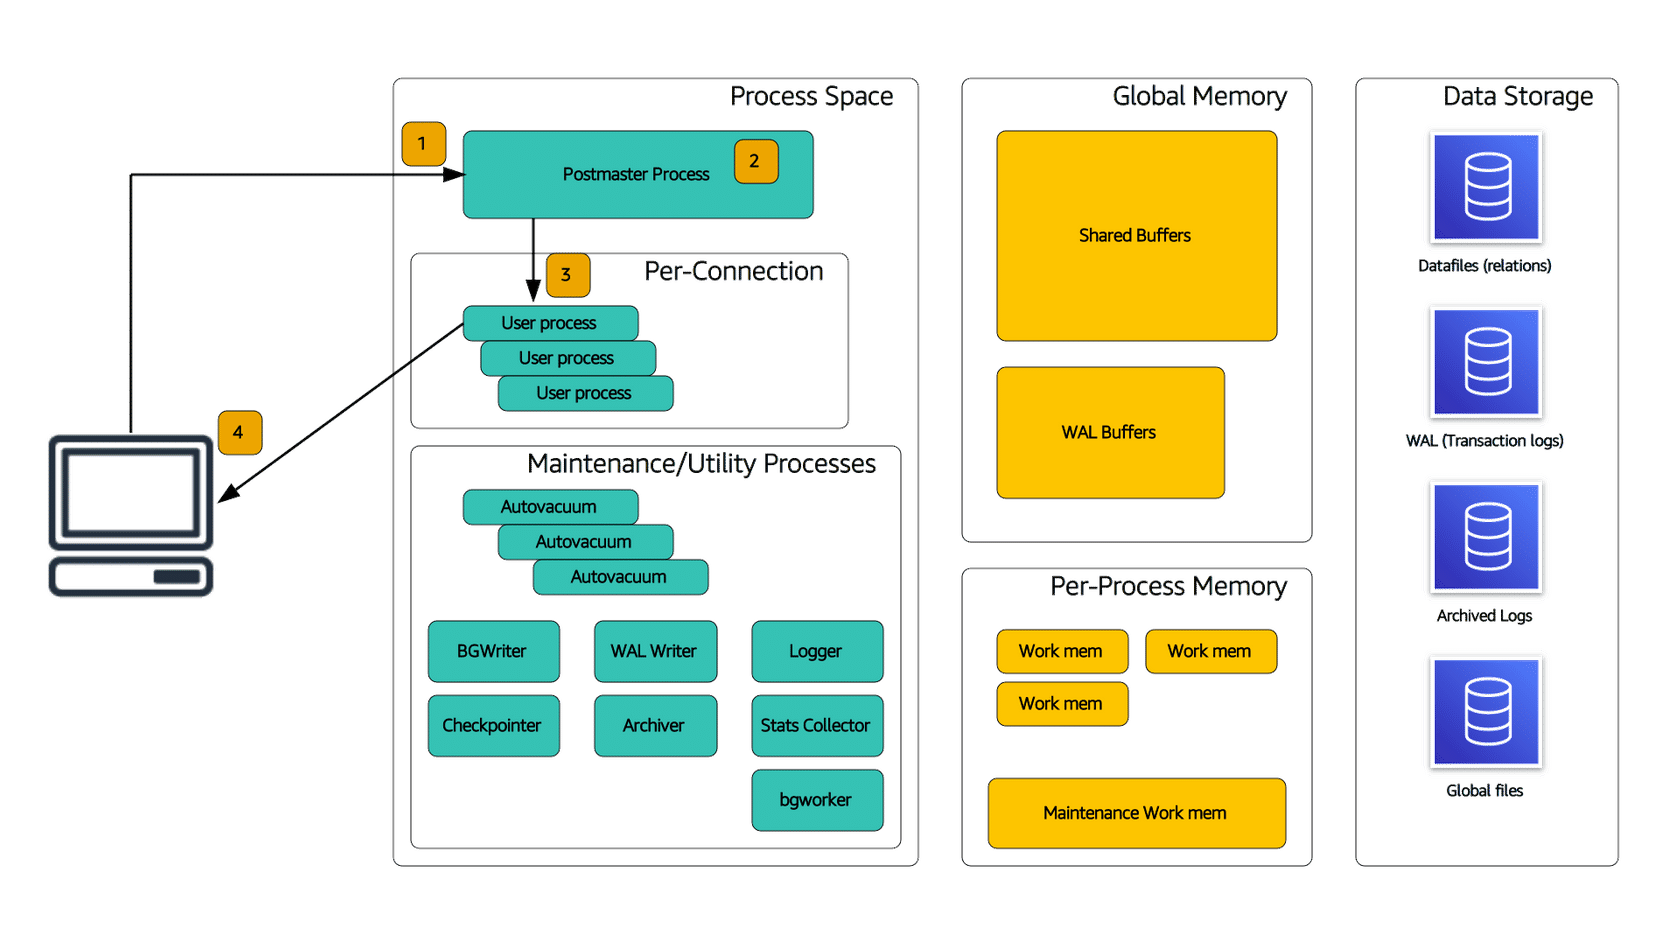 Process Space
1
Postmaster Process
2
3
Per-Connection
User process
User process
User process
4
Maintenance/Utility Processes
Autovacuum
Autovacuum
Autovacuum
BGWriter
WAL Writer
Logger
Checkpointer
Archiver
Stats Collector
bgworker
Global Memory
Shared Buffers
WAL Buffers
Per-Process Memory
Work mem
Work mem
Work mem
Maintenance Work mem
Data Storage
Datafiles (relations)
WAL (Transaction logs)
Archived Logs
Global files